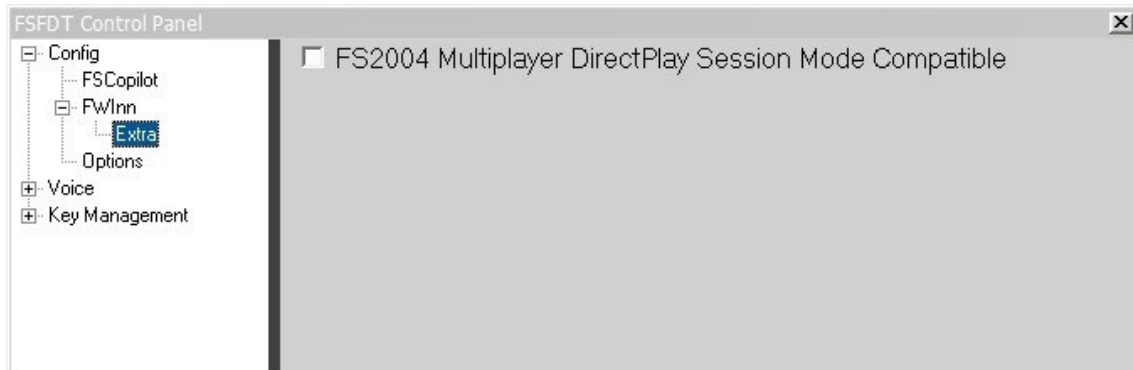 FSFDT Control Panel
Config
FSCopilot
FWInn
Extra
Options
Voice
Key Management
FS2004 Multiplayer DirectPlay Session Mode Compatible